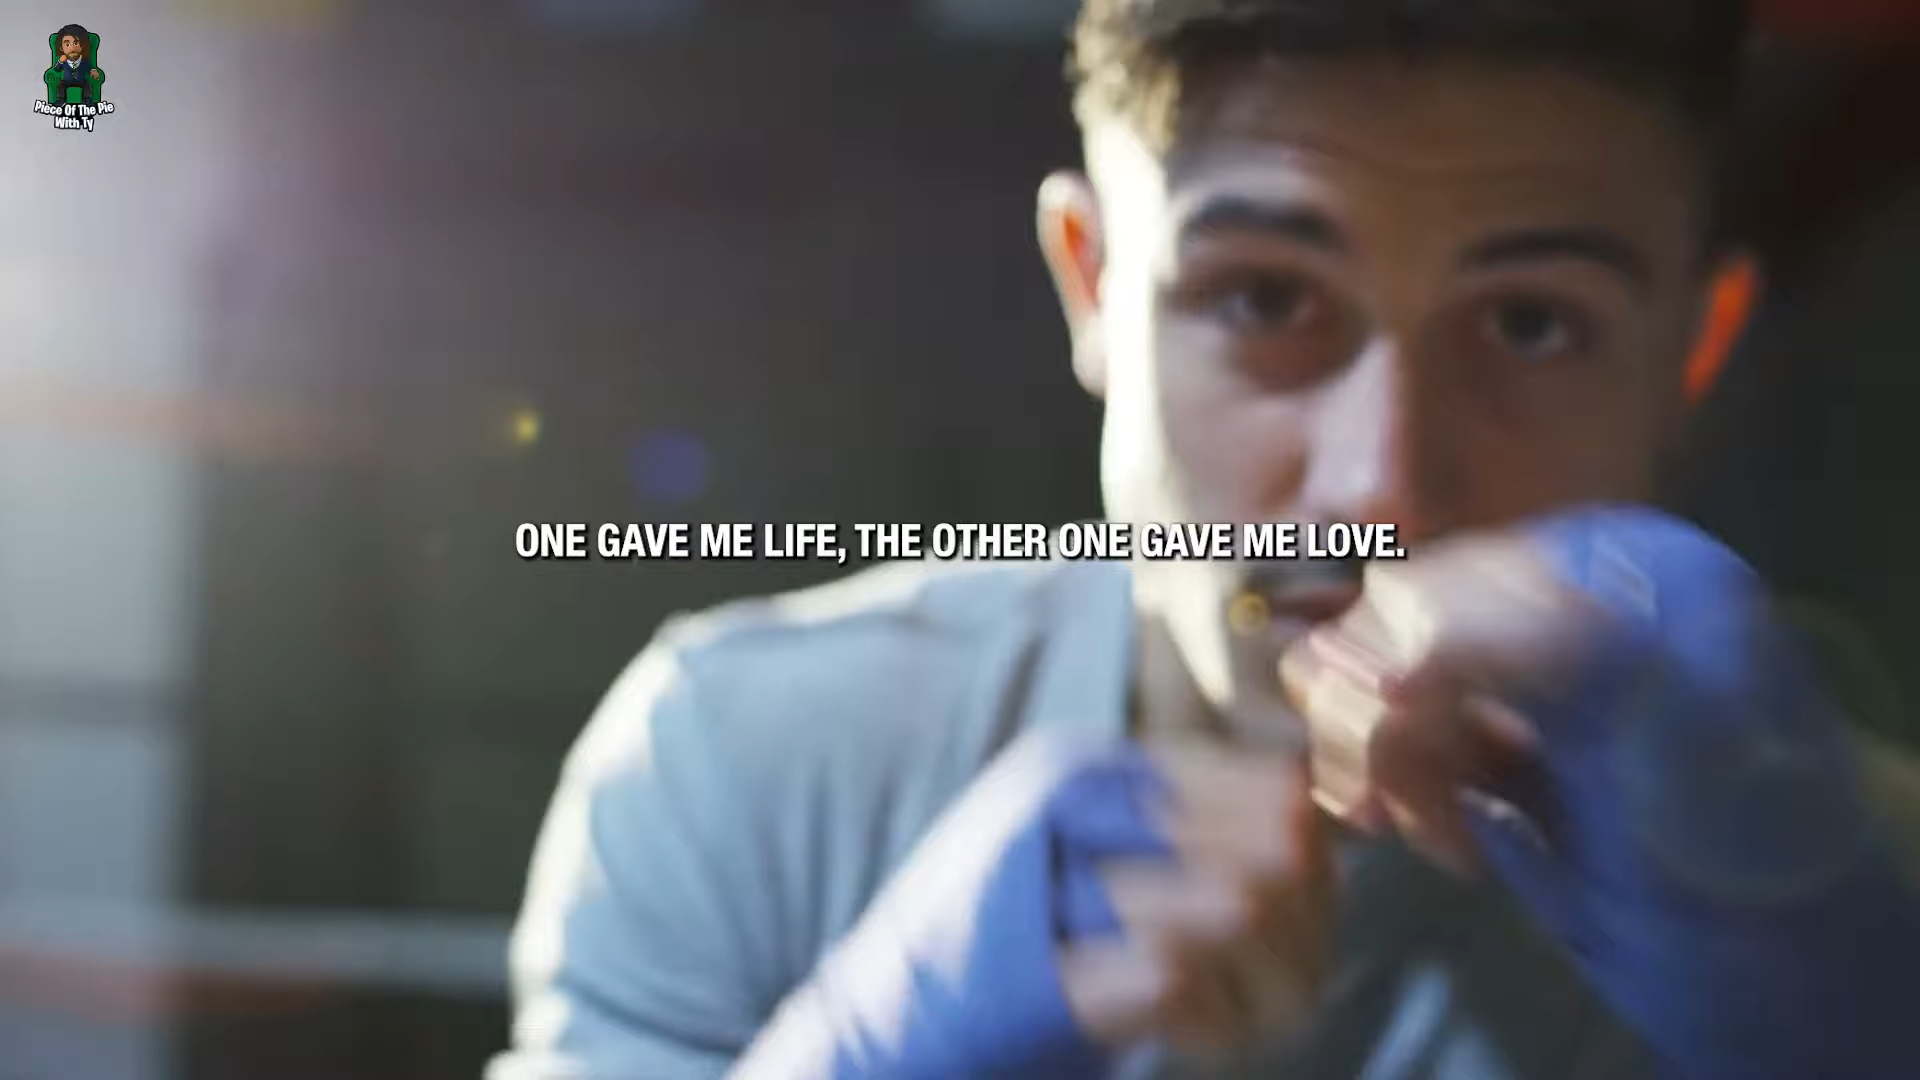 Piece Of The Pie
With Ty
ONE GAVE ME LIFE, THE OTHER ONE GAVE ME LOVE.